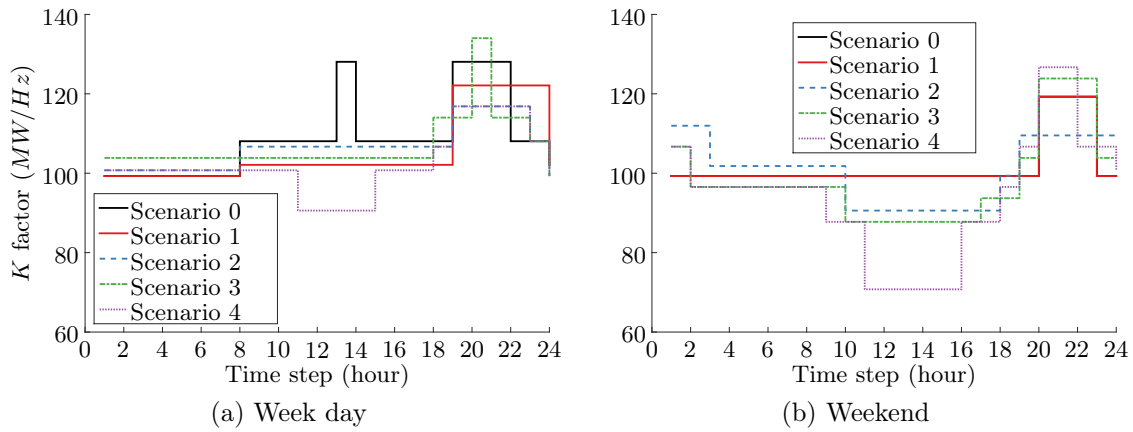 140
120
100
80
60
K factor (MW/Hz)
Scenario 0
Scenario 1
Scenario 2
Scenario 3
Scenario 4
0 2 4 6 8 10 12 14 16 18 20 22 24
Time step (hour)
(a) Week day
140
120
100
80
60
Scenario 0
Scenario 1
Scenario 2
Scenario 3
Scenario 4
0 2 4 6 8 10 12 14 16 18 20 22 24
Time step (hour)
(b) Weekend